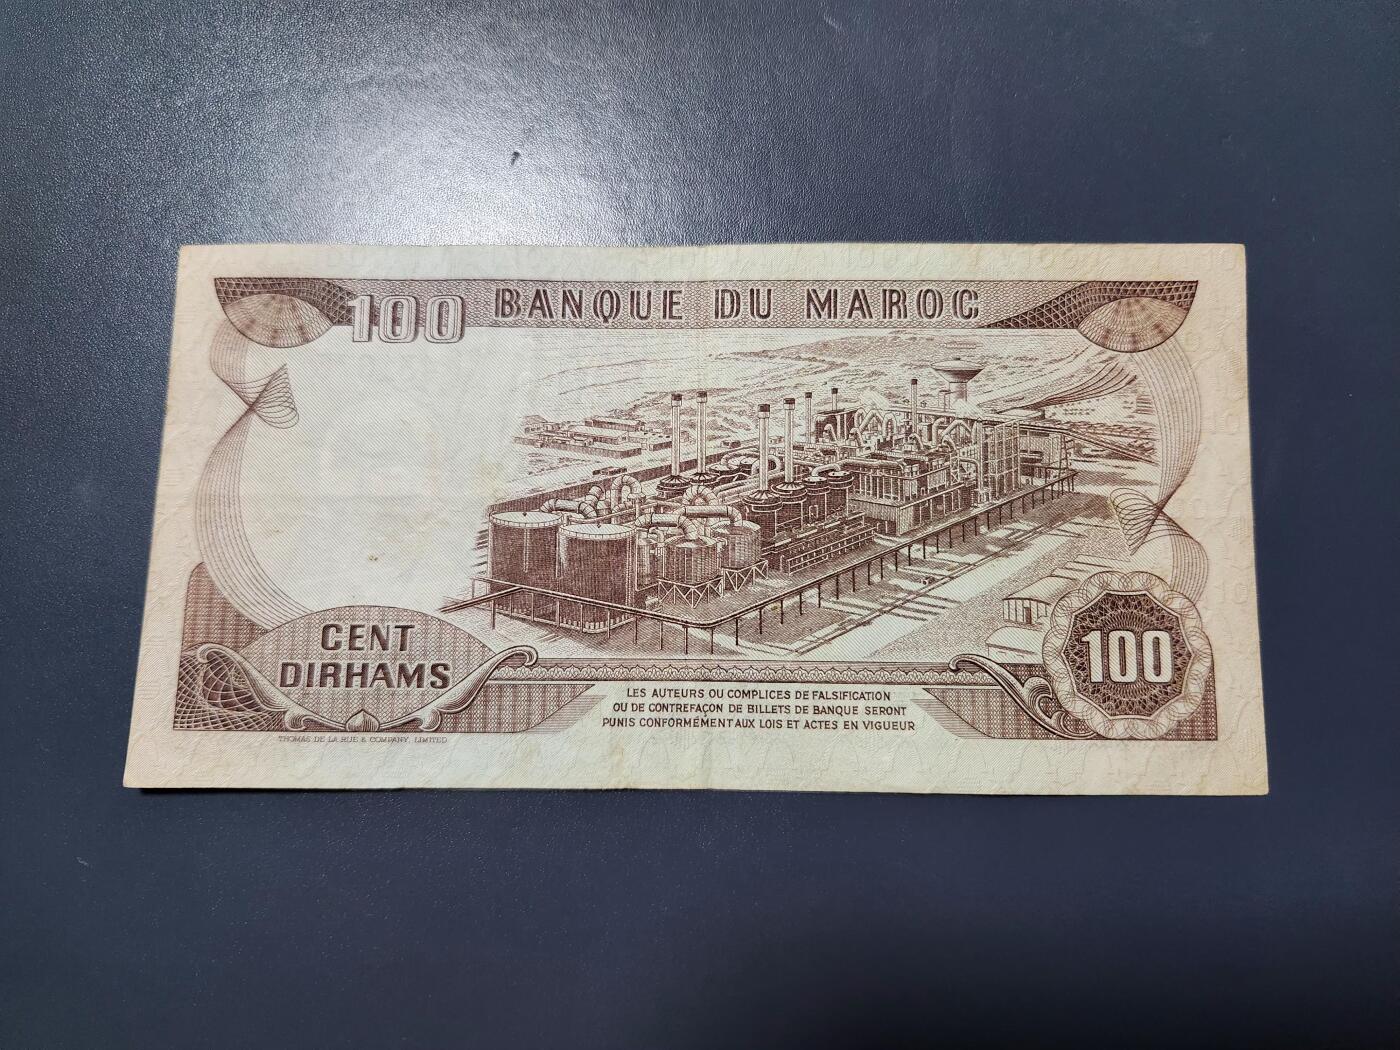 100 BANQUE DU MAROC
CENT
DIRHAMS
100
LES AUTEURS OU COMPLICES DE FALSIFICATION
OU DE CONTREFAÇON DE BILLETS DE BANQUE SERONT
PUNIS CONFORMÉMENT AUX LOIS ET ACTES EN VIGUEUR
THOMAS DE LA RUE & COMPANY, LIMITED